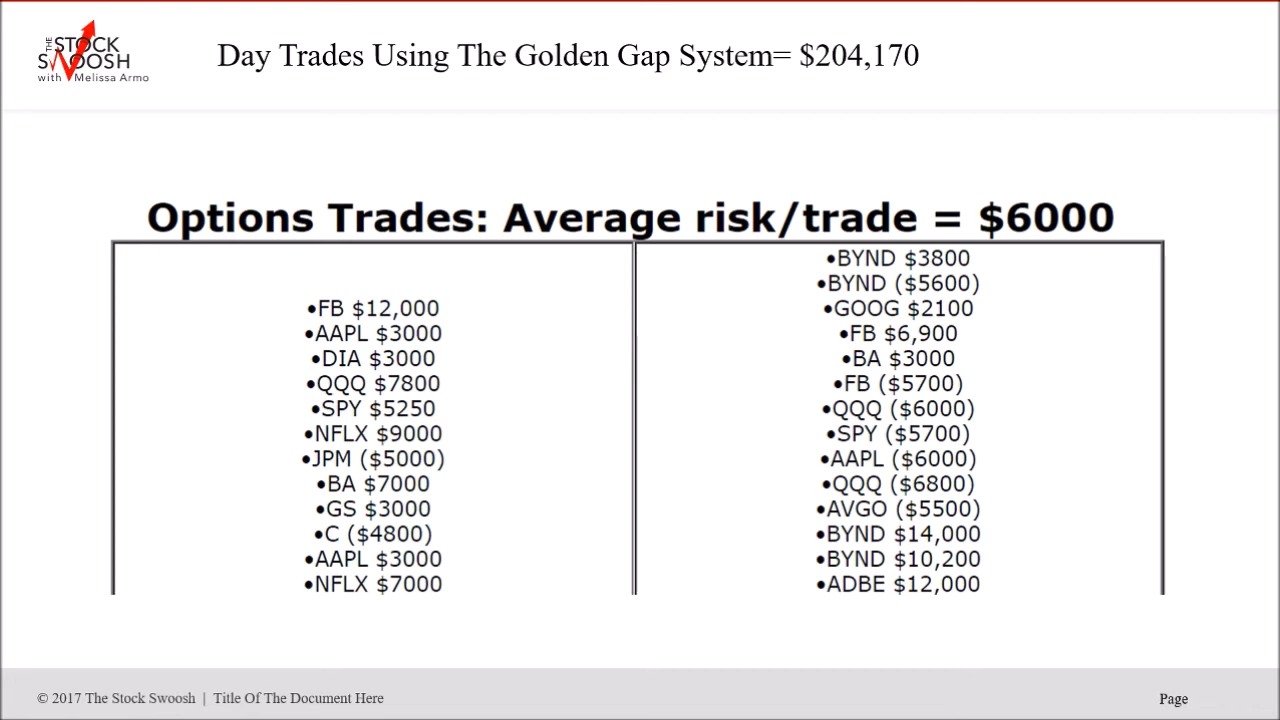 THE
STOCK
SWOOSH
with Melissa Armo
Day Trades Using The Golden Gap System= $204,170
Options Trades: Average risk/trade = $6000
•FB $12,000
•AAPL $3000
•DIA $3000
•QQQ $7800
•SPY $5250
•NFLX $9000
•JPM ($5000)
•BA $7000
•GS $3000
•C ($4800)
•AAPL $3000
•NFLX $7000
•BYND $3800
•BYND ($5600)
•GOOG $2100
•FB $6,900
•BA $3000
•FB ($5700)
•QQQ ($6000)
•SPY ($5700)
•AAPL ($6000)
•QQQ ($6800)
•AVGO ($5500)
•BYND $14,000
•BYND $10,200
•ADBE $12,000
© 2017 The Stock Swoosh | Title Of The Document Here
Page